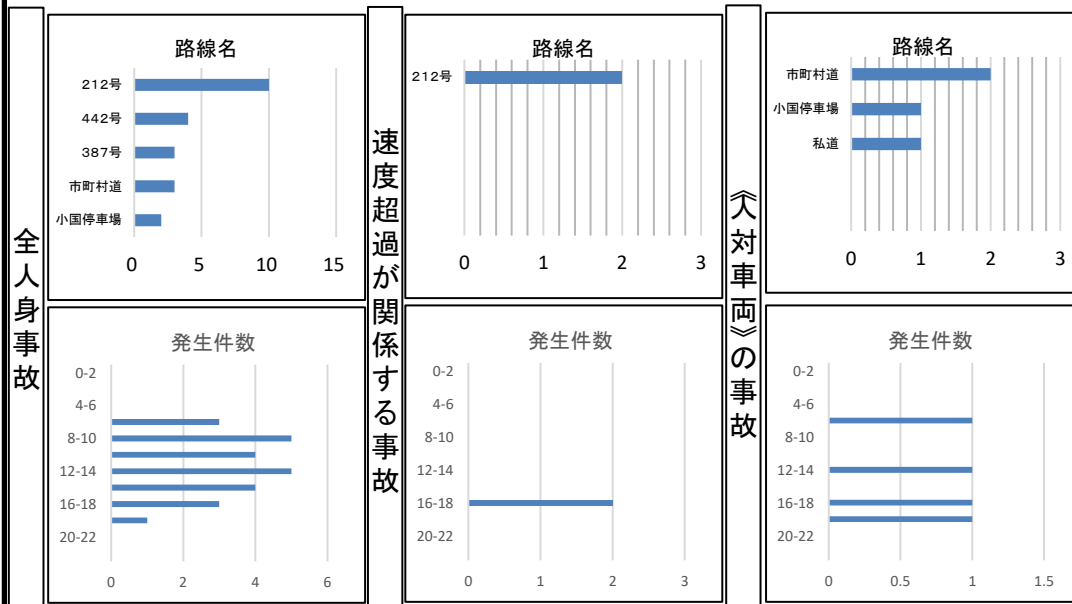 全人身事故
路線名
212号
442号
387号
市町村道
小国停車場
0 5 10 15
発生件数
0-2
4-6
8-10
12-14
16-18
20-22
0 2 4 6
速度超過が関係する事故
路線名
212号
0 1 2 3
発生件数
0-2
4-6
8-10
12-14
16-18
20-22
0 1 2 3
《人対車両》の事故
路線名
市町村道
小国停車場
私道
0 1 2 3
発生件数
0-2
4-6
8-10
12-14
16-18
20-22
0 0.5 1 1.5